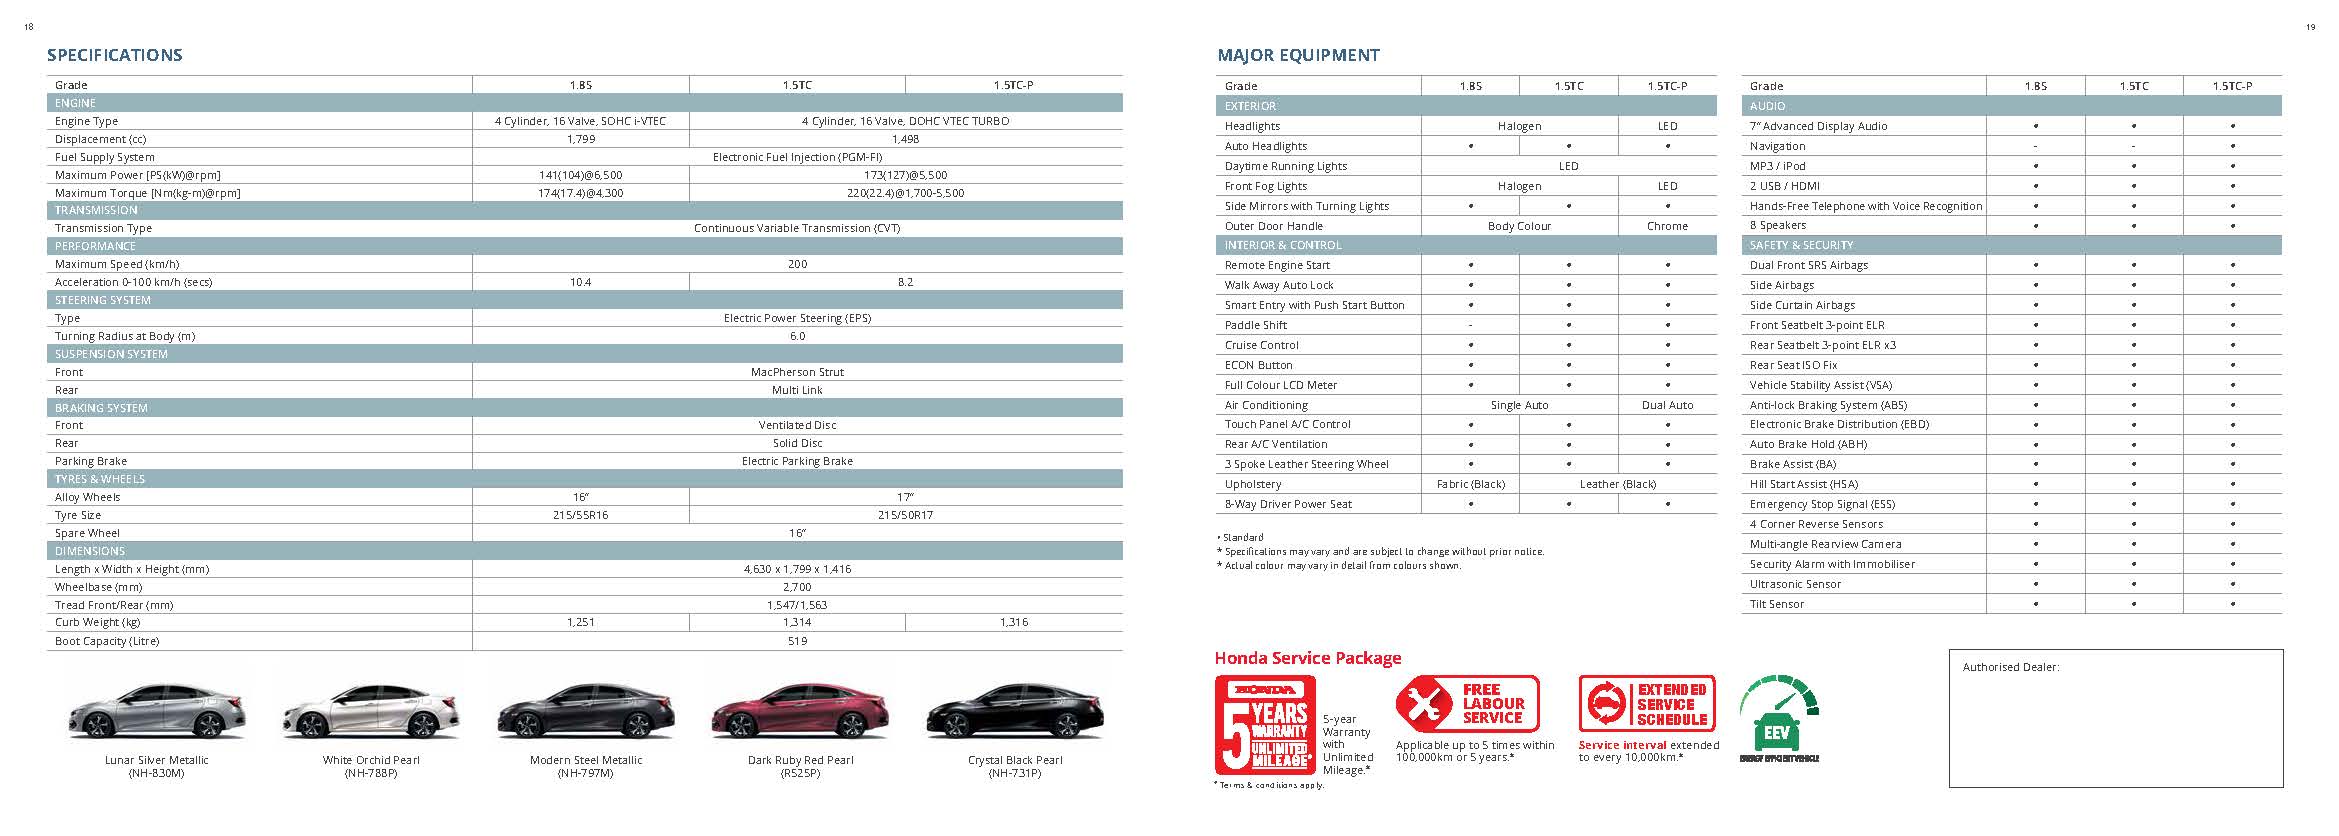 18
SPECIFICATIONS
Grade 1.8S 1.5TC 1.5TC-P
ENGINE
Engine Type 4 Cylinder, 16 Valve, SOHC i-VTEC 4 Cylinder, 16 Valve, DOHC VTEC TURBO
Displacement (cc) 1,799 1,498
Fuel Supply System Electronic Fuel Injection (PGM-FI)
Maximum Power [PS(kW)@rpm] 141(104)@6,500 173(127)@5,500
Maximum Torque [Nm(kg-m)@rpm] 174(17.4)@4,300 220(22.4)@1,700-5,500
TRANSMISSION
Transmission Type Continuous Variable Transmission (CVT)
PERFORMANCE
Maximum Speed (km/h) 200
Acceleration 0-100 km/h (secs) 10.4 8.2
STEERING SYSTEM
Type Electric Power Steering (EPS)
Turning Radius at Body (m) 6.0
SUSPENSION SYSTEM
Front MacPherson Strut
Rear Multi Link
BRAKING SYSTEM
Front Ventilated Disc
Rear Solid Disc
Parking Brake Electric Parking Brake
TYRES & WHEELS
Alloy Wheels 16" 17"
Tyre Size 215/55R16 215/50R17
Spare Wheel 16"
DIMENSIONS
Length x Width x Height (mm) 4,630 x 1,799 x 1,416
Wheelbase (mm) 2,700
Tread Front/Rear (mm) 1,547/1,563
Curb Weight (kg) 1,251 1,314 1,316
Boot Capacity (Litre) 519
Lunar Silver Metallic
(NH-830M)
White Orchid Pearl
(NH-788P)
Modern Steel Metallic
(NH-797M)
Dark Ruby Red Pearl
(R525P)
Crystal Black Pearl
(NH-731P)
19
MAJOR EQUIPMENT
Grade 1.8S 1.5TC 1.5TC-P
EXTERIOR
Headlights Halogen LED
Auto Headlights • • •
Daytime Running Lights LED
Front Fog Lights Halogen LED
Side Mirrors with Turning Lights • • •
Outer Door Handle Body Colour Chrome
INTERIOR & CONTROL
Remote Engine Start • • •
Walk Away Auto Lock • • •
Smart Entry with Push Start Button • • •
Paddle Shift - • •
Cruise Control • • •
ECON Button • • •
Full Colour LCD Meter • • •
Air Conditioning Single Auto Dual Auto
Touch Panel A/C Control • • •
Rear A/C Ventilation • • •
3 Spoke Leather Steering Wheel • • •
Upholstery Fabric (Black) Leather (Black)
8-Way Driver Power Seat • • •
• Standard
* Specifications may vary and are subject to change without prior notice.
* Actual colour may vary in detail from colours shown.
Grade 1.8S 1.5TC 1.5TC-P
AUDIO
7" Advanced Display Audio • • •
Navigation - - •
MP3 / iPod • • •
2 USB / HDMI • • •
Hands-Free Telephone with Voice Recognition • • •
8 Speakers • • •
SAFETY & SECURITY
Dual Front SRS Airbags • • •
Side Airbags • • •
Side Curtain Airbags • • •
Front Seatbelt 3-point ELR • • •
Rear Seatbelt 3-point ELR x3 • • •
Rear Seat ISO Fix • • •
Vehicle Stability Assist (VSA) • • •
Anti-lock Braking System (ABS) • • •
Electronic Brake Distribution (EBD) • • •
Auto Brake Hold (ABH) • • •
Brake Assist (BA) • • •
Hill Start Assist (HSA) • • •
Emergency Stop Signal (ESS) • • •
4 Corner Reverse Sensors • • •
Multi-angle Rearview Camera • • •
Security Alarm with Immobiliser • • •
Ultrasonic Sensor • • •
Tilt Sensor • • •
Honda Service Package
HONDA
5 YEARS
WARRANTY
UNLIMITED
MILEAGE*
5-year
Warranty
with
Unlimited
Mileage.*
* Terms & conditions apply.
FREE
LABOUR
SERVICE
Applicable up to 5 times within
100,000km or 5 years.*
EXTENDED
SERVICE
SCHEDULE
Service interval extended
to every 10,000km.*
EEV
ENERGY EFFICIENT VEHICLE
Authorised Dealer: